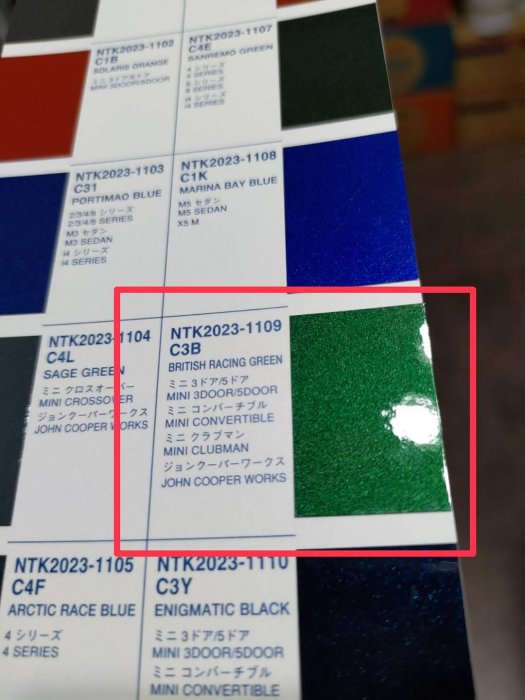 NTK2023-1102
C1B
SOLARIS ORANGE
ミニ 3ドア/5ドア
MINI 3DOOR/5DOOR
NTK2023-1107
C4E
SANREMO GREEN
4 シリーズ
4 SERIES
8 シリーズ
8 SERIES
i4 シリーズ
i4 SERIES
NTK2023-1103
C31
PORTIMAO BLUE
2/3/4/8 シリーズ
2/3/4/8 SERIES
M3 セダン
M3 SEDAN
i4 シリーズ
i4 SERIES
NTK2023-1108
C1K
MARINA BAY BLUE
M5 セダン
M5 SEDAN
X5 M
NTK2023-1104
C4L
SAGE GREEN
ミニ クロスオーバー
MINI CROSSOVER
ジョンクーパーワークス
JOHN COOPER WORKS
NTK2023-1109
C3B
BRITISH RACING GREEN
ミニ 3ドア/5ドア
MINI 3DOOR/5DOOR
ミニ コンバーチブル
MINI CONVERTIBLE
ミニ クラブマン
MINI CLUBMAN
ジョンクーパーワークス
JOHN COOPER WORKS
NTK2023-1105
C4F
ARCTIC RACE BLUE
4 シリーズ
4 SERIES
NTK2023-1110
C3Y
ENIGMATIC BLACK
ミニ 3ドア/5ドア
MINI 3DOOR/5DOOR
ミニ コンバーチブル
MINI CONVERTIBLE